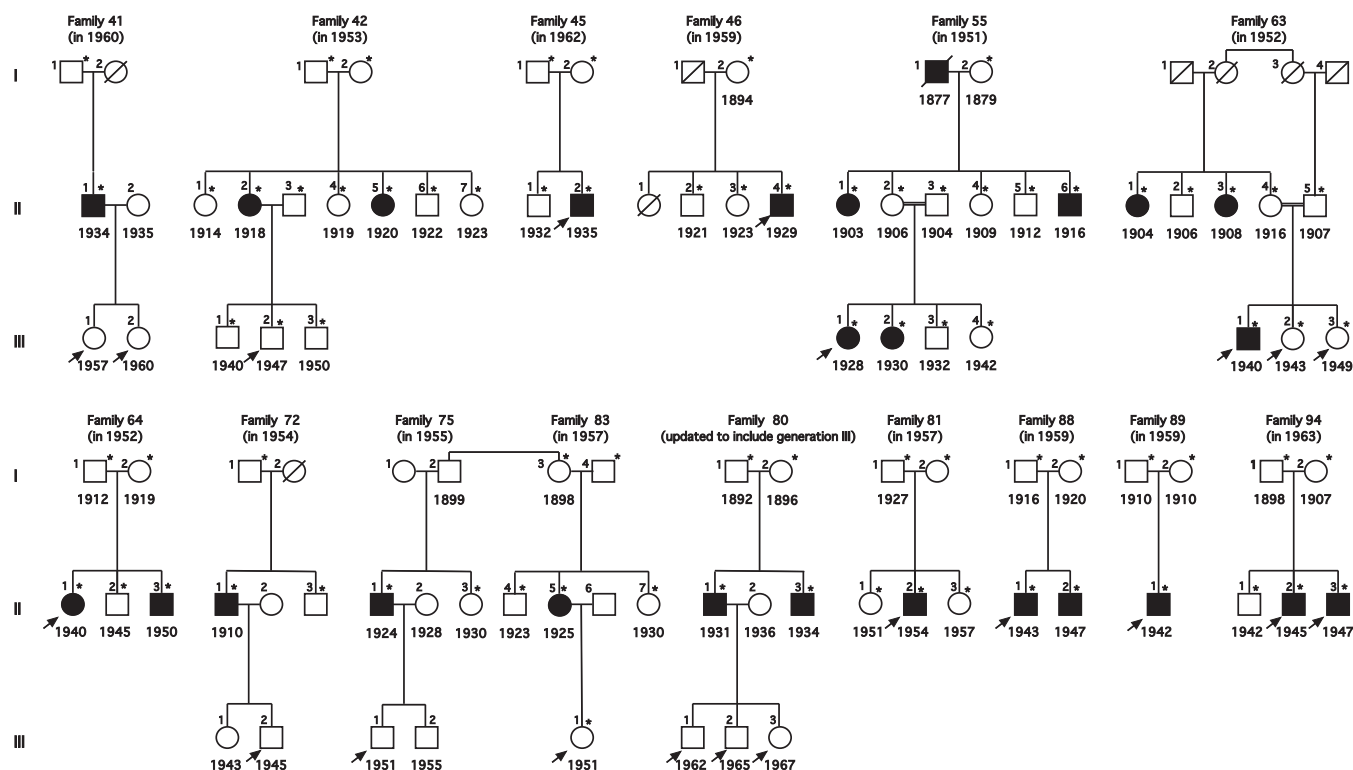 Family 41 Family 42 Family 45 Family 46 Family 55 Family 63
(in 1960) (in 1953) (in 1962) (in 1959) (in 1951) (in 1952)
I 1 * 2 1 * 2 * 1 * 2 * 1 2 * 1 2 * 1 2 3 4
1894 1877 1879
1 * 2 1 * 2 * 3 * 4 * 5 * 6 * 7 * 1 * 2 * 1 2 * 3 * 4 * 1 * 2 * 3 * 4 * 5 * 6 * 1 * 2 * 3 * 4 * 5 *
II
1934 1935 1914 1918 1919 1920 1922 1923 1932 1935 1921 1923 1929 1903 1906 1904 1909 1912 1916 1904 1906 1908 1916 1907
1 2 1 * 2 * 3 * 1 * 2 * 3 * 4 * 1 * 2 * 3 *
III
1957 1960 1940 1947 1950 1928 1930 1932 1942 1940 1943 1949
Family 64 Family 72 Family 75 Family 83 Family 80 Family 81 Family 88 Family 89 Family 94
(in 1952) (in 1954) (in 1955) (in 1957) (updated to include generation III) (in 1957) (in 1959) (in 1959) (in 1963)
I 1 * 2 * 1 * 2 1 2 3 * 4 * 1 * 2 * 1 * 2 * 1 * 2 * 1 * 2 * 1 * 2 *
1912 1919 1899 1898 1892 1896 1927 1916 1920 1910 1910 1898 1907
1 * 2 * 3 * 1 * 2 3 * 1 * 2 3 * 4 * 5 * 6 7 * 1 * 2 3 * 1 * 2 * 3 * 1 * 2 * 1 * 1 * 2 * 3 *
II
1940 1945 1950 1910 1924 1928 1930 1923 1925 1930 1931 1936 1934 1951 1954 1957 1943 1947 1942 1942 1945 1947
1 2 1 2 1 * 1 2 3
III
1943 1945 1951 1955 1951 1962 1965 1967